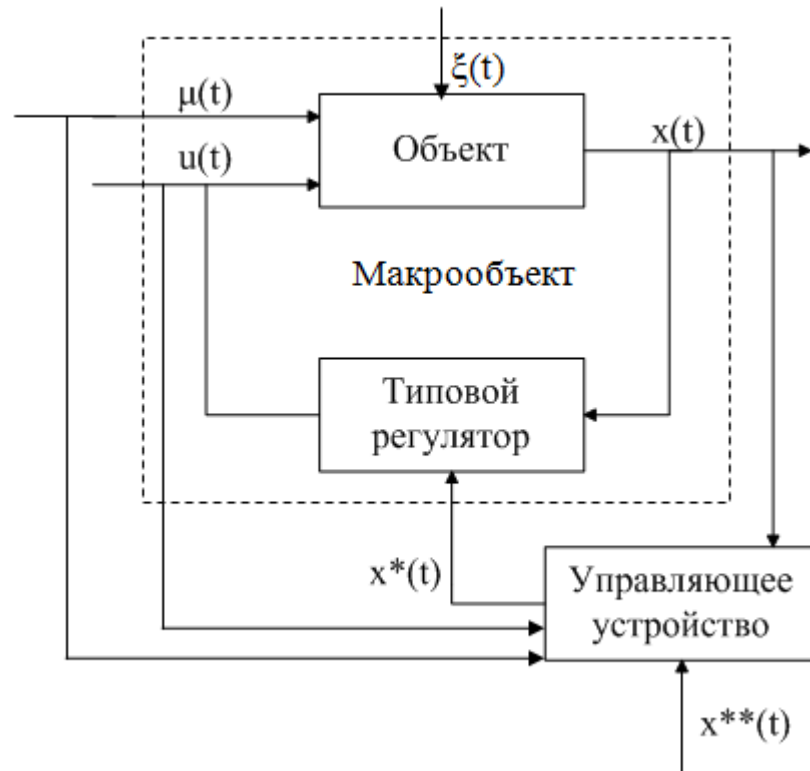 ξ(t)
μ(t)
Объект
x(t)
u(t)
Макрообъект
Типовой
регулятор
x*(t)
Управляющее
устройство
x**(t)